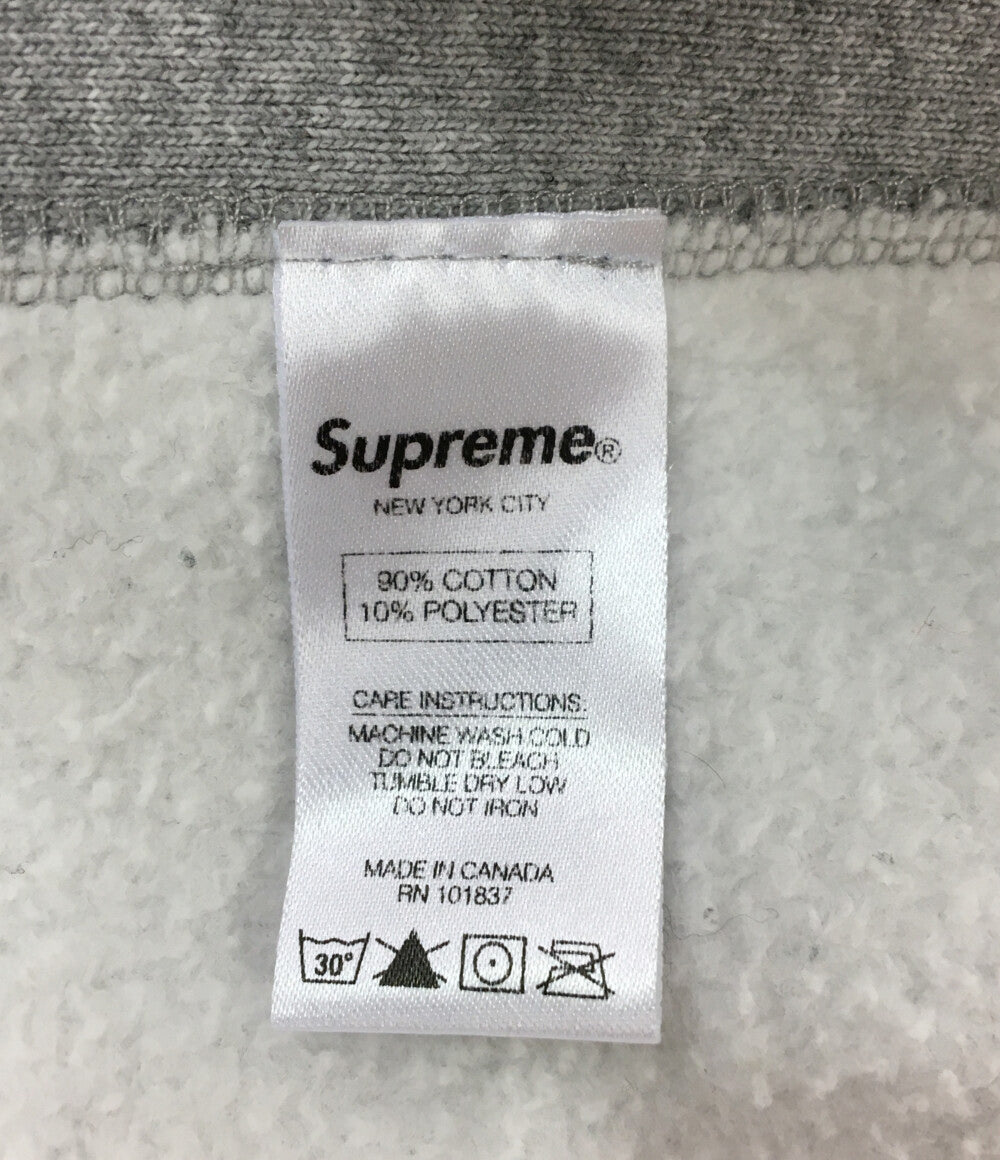 Supreme®
NEW YORK CITY
90% COTTON
10% POLYESTER
CARE INSTRUCTIONS:
MACHINE WASH COLD
DO NOT BLEACH
TUMBLE DRY LOW
DO NOT IRON
MADE IN CANADA
RN 101837
30°